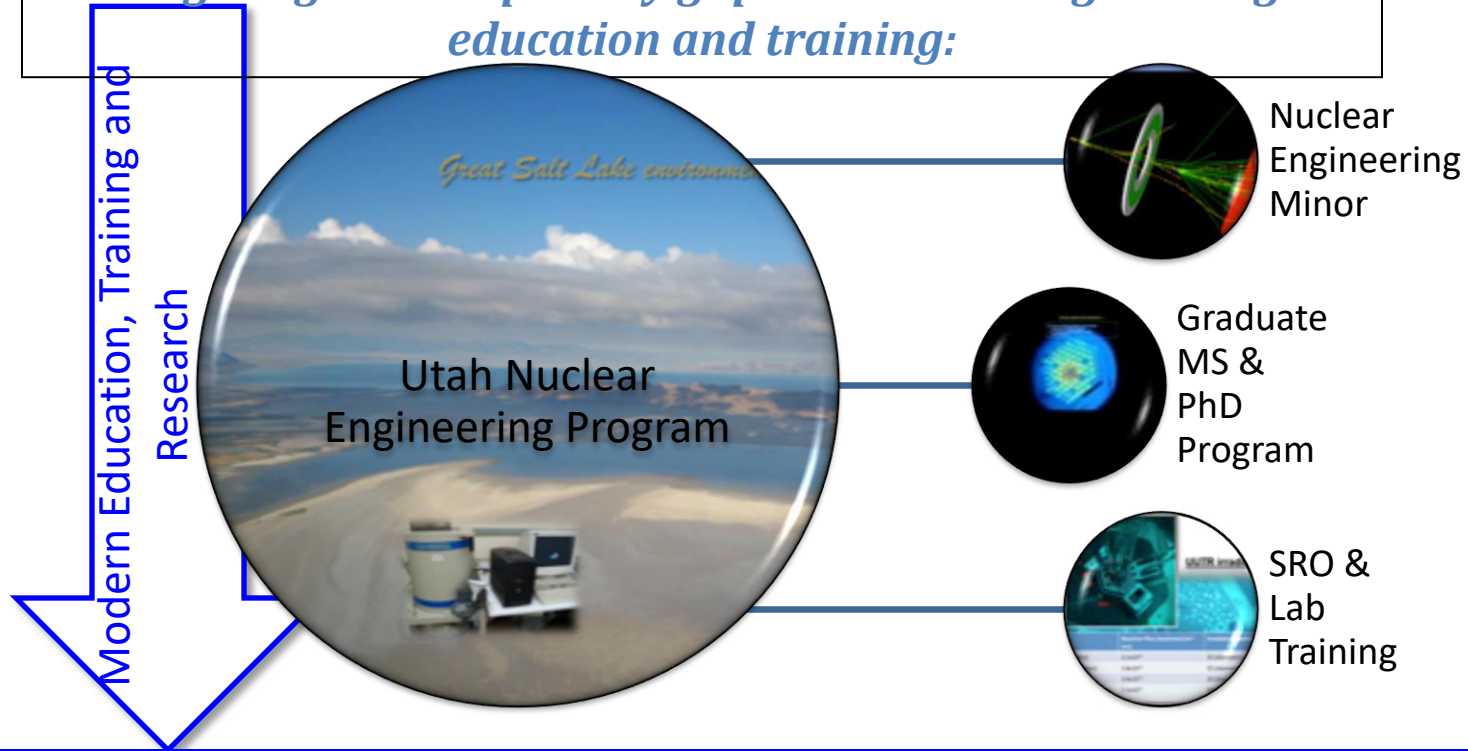 education and training:
Modern Education, Training and
Research
Great Salt Lake
Utah Nuclear
Engineering Program
Nuclear
Engineering
Minor
Graduate
MS &
PhD
Program
UUTR
SRO &
Lab
Training